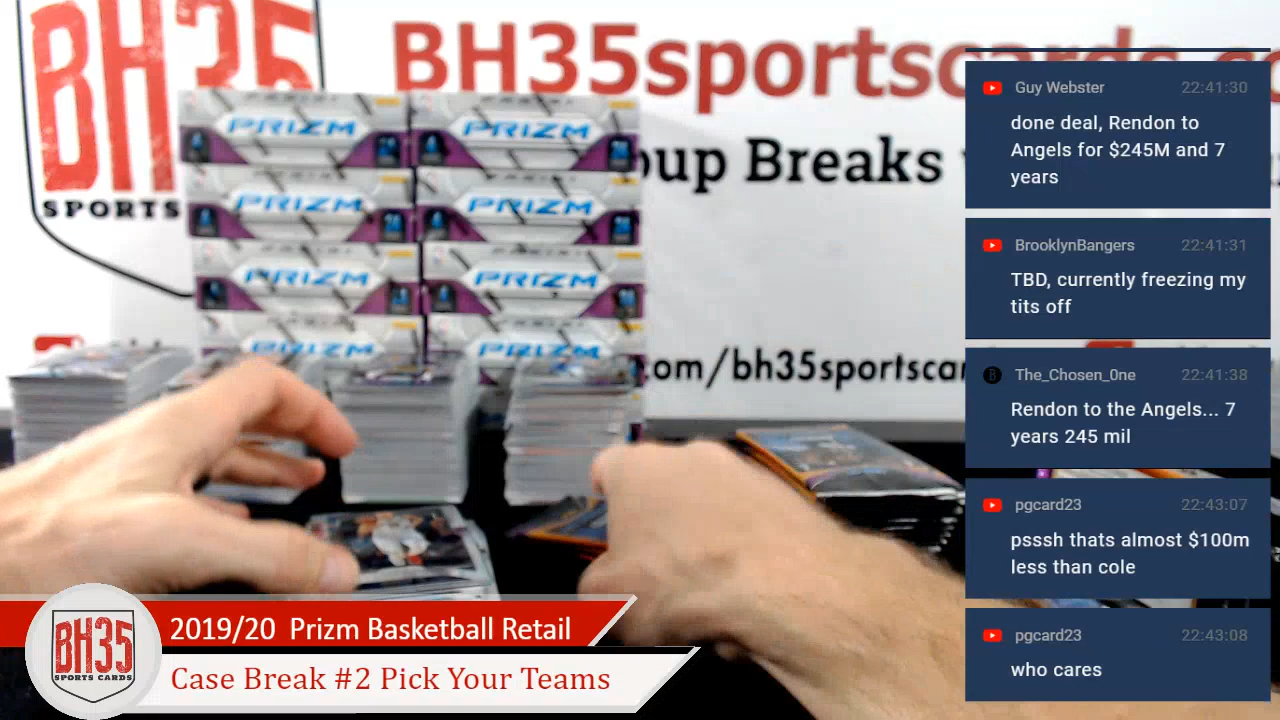 BH35
SPORTS
BH35sportscards.co
oup Breaks
PRIZM
PRIZM
PRIZM
PRIZM
PRIZM
PRIZM
PRIZM
PRIZM
.com/bh35sportscar
Guy Webster 22:41:30
done deal, Rendon to
Angels for $245M and 7
years
BrooklynBangers 22:41:31
TBD, currently freezing my
tits off
The_Chosen_0ne 22:41:38
Rendon to the Angels... 7
years 245 mil
pgcard23 22:43:07
psssh thats almost $100m
less than cole
pgcard23 22:43:08
who cares
BH35
SPORTS CARDS
2019/20 Prizm Basketball Retail
Case Break #2 Pick Your Teams